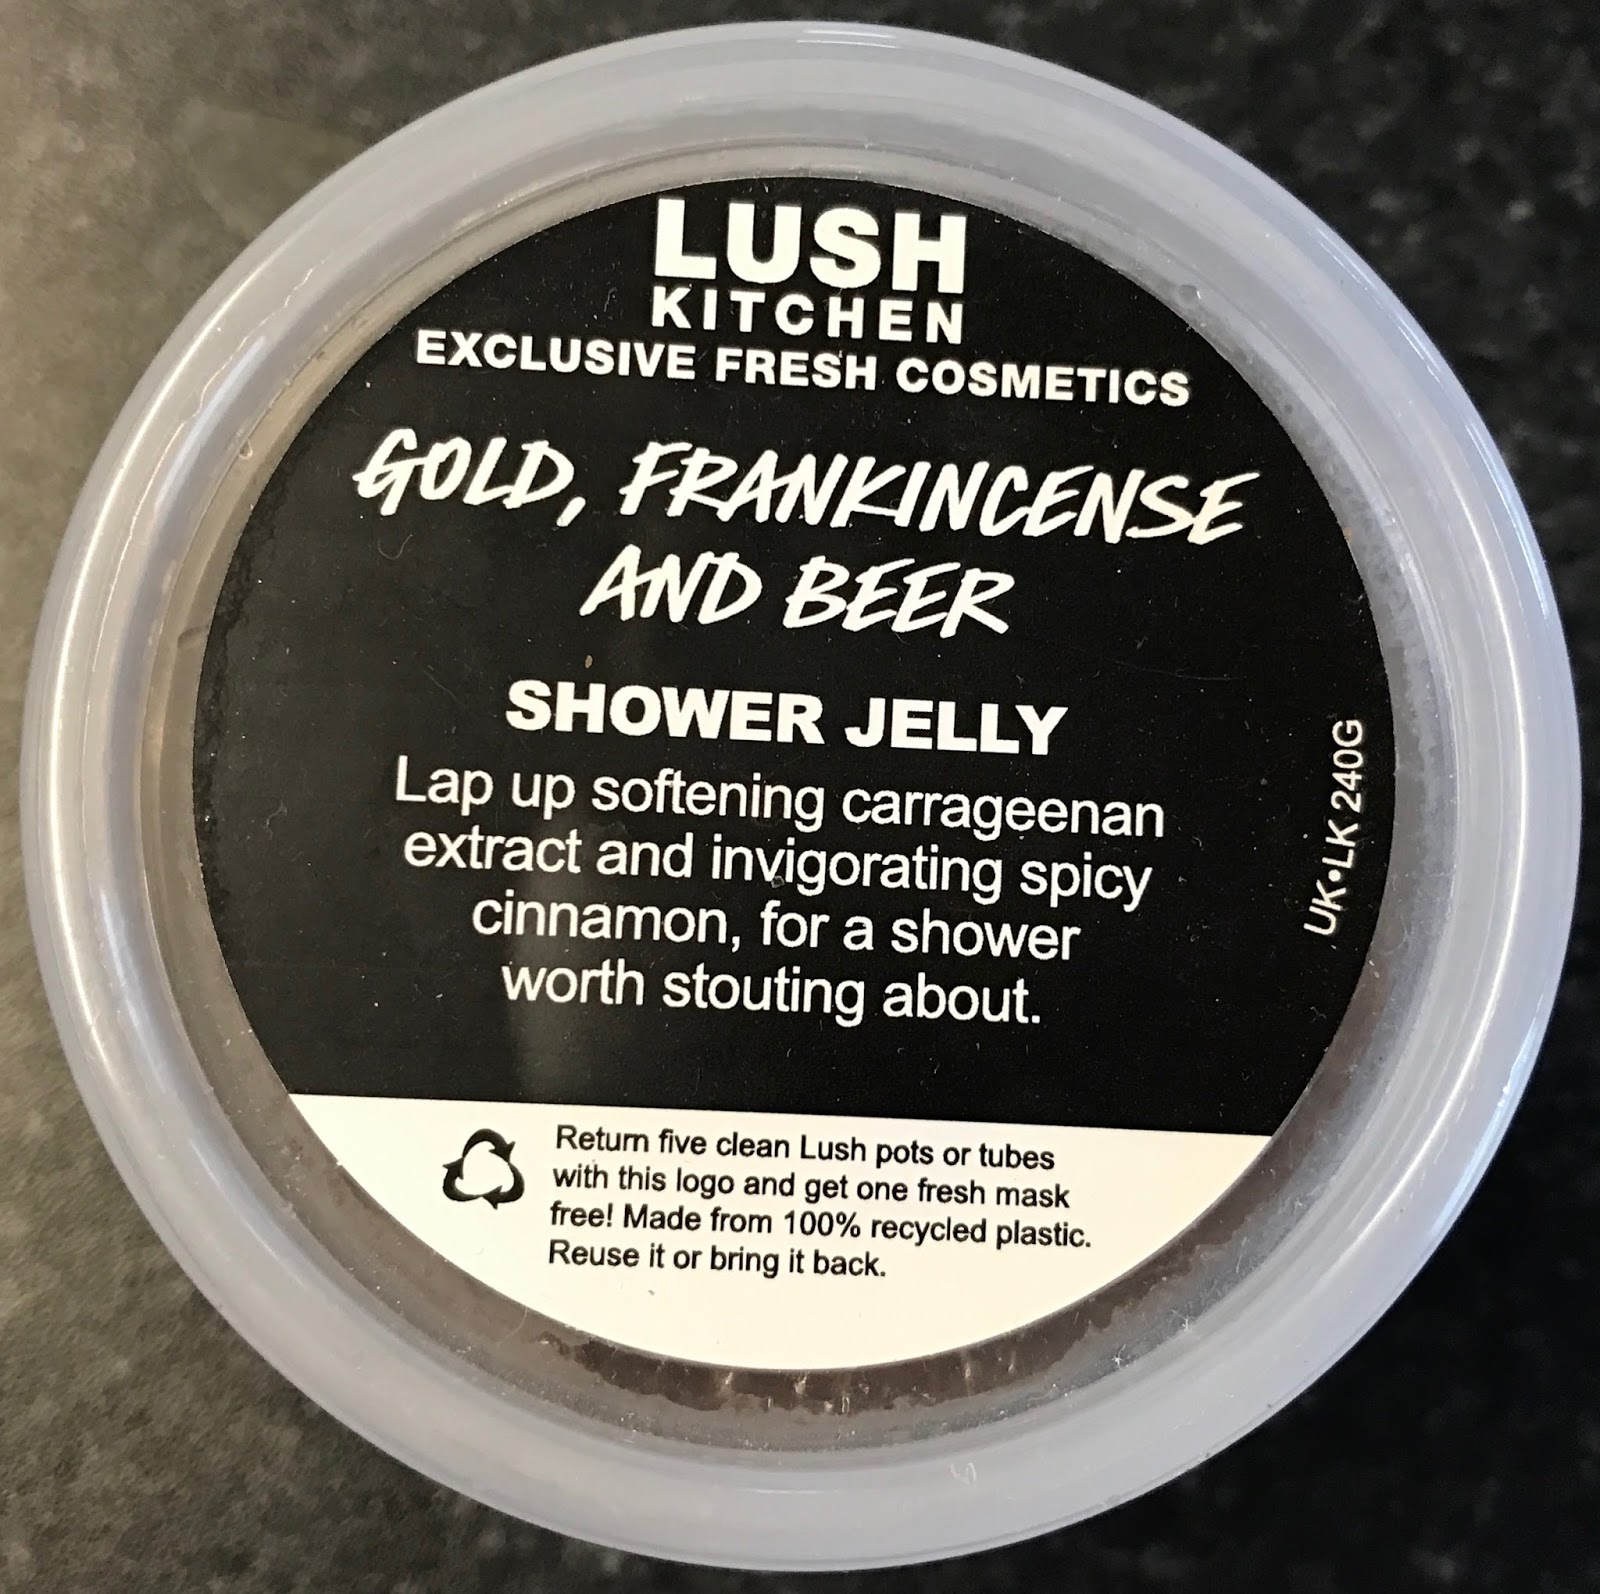 LUSH
KITCHEN
EXCLUSIVE FRESH COSMETICS
GOLD, FRANKINCENSE
AND BEER
SHOWER JELLY
Lap up softening carrageenan
extract and invigorating spicy
cinnamon, for a shower
worth stouting about.
UK•LK 240G
Return five clean Lush pots or tubes
with this logo and get one fresh mask
free! Made from 100% recycled plastic.
Reuse it or bring it back.